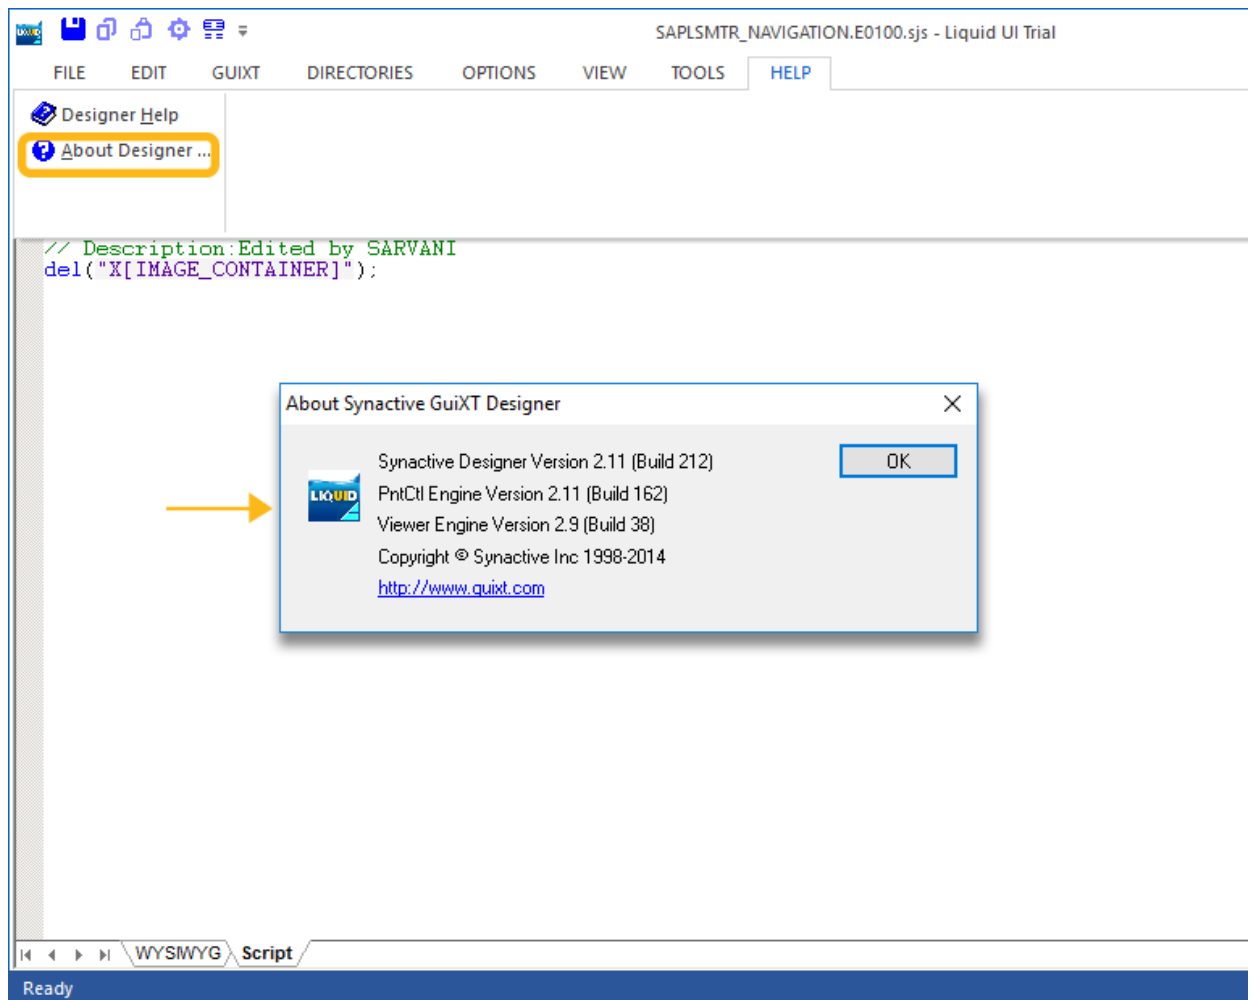 SAPLSMTR_NAVIGATION.E0100.sjs - Liquid UI Trial
FILE EDIT GUIXT DIRECTORIES OPTIONS VIEW TOOLS HELP
Designer Help
About Designer ...
// Description:Edited by SARVANI
del("X[IMAGE_CONTAINER]");
About Synactive GuiXT Designer
Synactive Designer Version 2.11 (Build 212)
OK
LIQUID
PntCtl Engine Version 2.11 (Build 162)
Viewer Engine Version 2.9 (Build 38)
Copyright © Synactive Inc 1998-2014
http://www.guixt.com
WYSIWYG Script
Ready